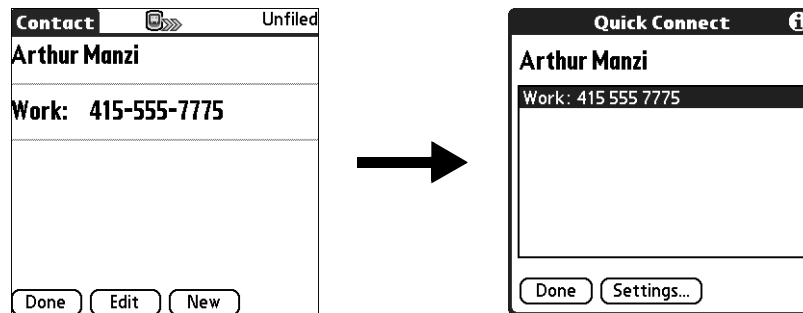 Contact Unfiled
Arthur Manzi
Work: 415-555-7775
Done Edit New
Quick Connect i
Arthur Manzi
Work: 415 555 7775
Done Settings...